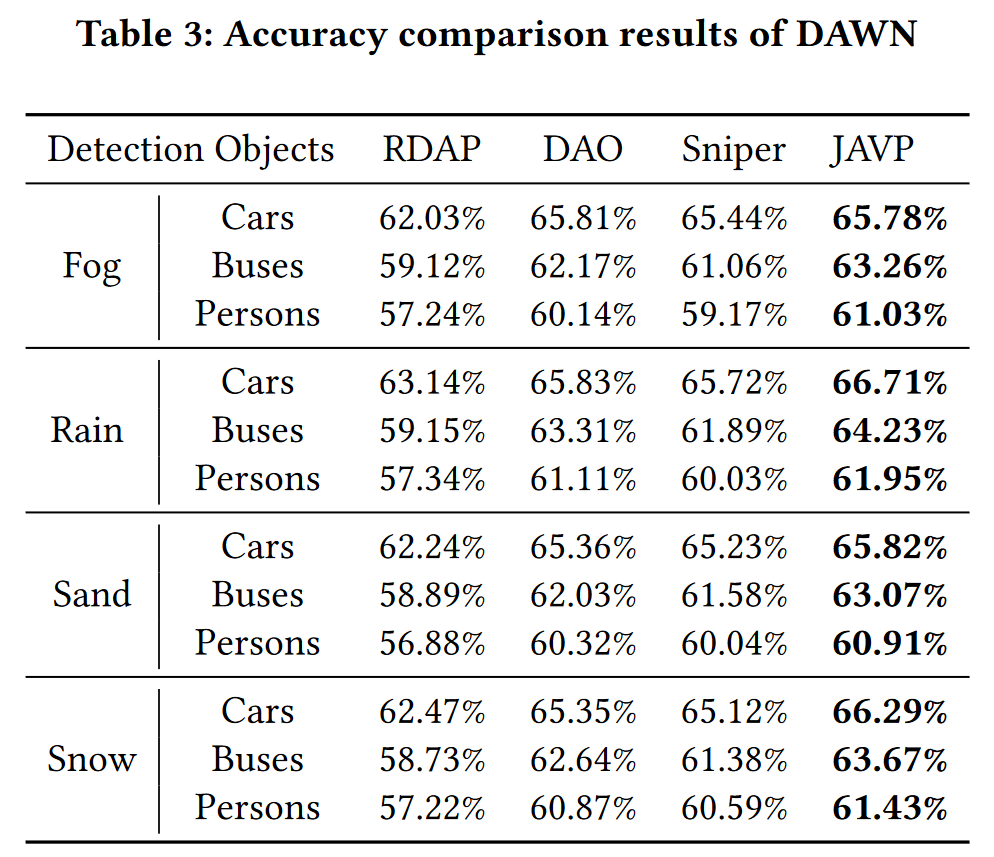 Table 3: Accuracy comparison results of DAWN
Detection Objects RDAP DAO Sniper JAVP
Fog Cars 62.03% 65.81% 65.44% 65.78%
Buses 59.12% 62.17% 61.06% 63.26%
Persons 57.24% 60.14% 59.17% 61.03%
Rain Cars 63.14% 65.83% 65.72% 66.71%
Buses 59.15% 63.31% 61.89% 64.23%
Persons 57.34% 61.11% 60.03% 61.95%
Sand Cars 62.24% 65.36% 65.23% 65.82%
Buses 58.89% 62.03% 61.58% 63.07%
Persons 56.88% 60.32% 60.04% 60.91%
Snow Cars 62.47% 65.35% 65.12% 66.29%
Buses 58.73% 62.64% 61.38% 63.67%
Persons 57.22% 60.87% 60.59% 61.43%